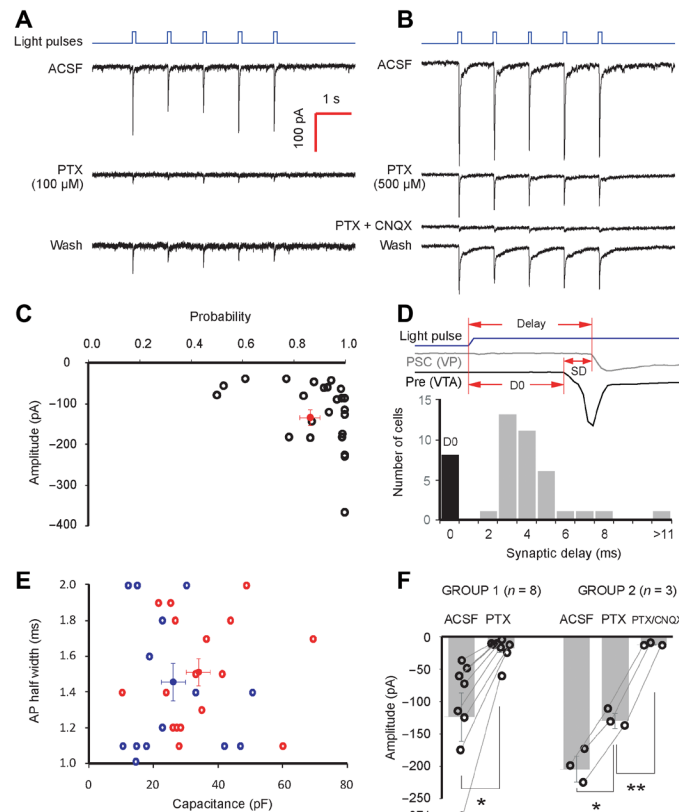 A
Light pulses
ACSF
1 s
100 pA
PTX
(100 µM)
Wash
B
ACSF
PTX
(500 µM)
PTX + CNQX
Wash
C
Probability
0.0 0.2 0.4 0.6 0.8 1.0
0
−100
−200
−300
−400
Amplitude (pA)
D
Light pulse
Delay
PSC (VP)
SD
Pre (VTA)
D0
15
10
5
0
Number of cells
D0
0 2 4 6 8 >11
Synaptic delay (ms)
E
2.0
1.8
1.6
1.4
1.2
1.0
AP half width (ms)
0 20 40 60 80
Capacitance (pF)
F
GROUP 1 (n = 8) GROUP 2 (n = 3)
ACSF PTX ACSF PTX PTX/CNQX
0
−50
−100
−150
−200
−250
Amplitude (pA)
* * **